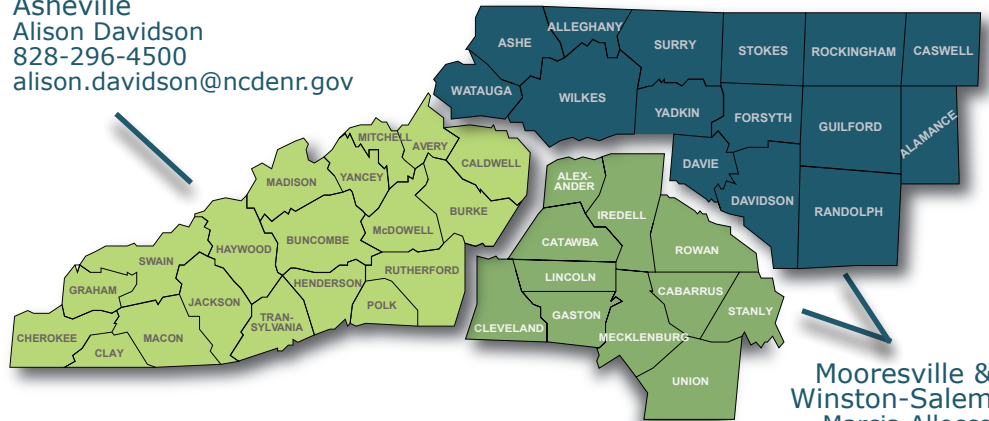 Asheville
Alison Davidson
828-296-4500
alison.davidson@ncdenr.gov
ASHE
ALLEGHANY
SURRY
STOKES
ROCKINGHAM
CASWELL
WATAUGA
WILKES
YADKIN
FORSYTH
GUILFORD
ALAMANCE
DAVIE
DAVIDSON
RANDOLPH
MITCHELL
AVERY
CALDWELL
MADISON
YANCEY
BURKE
McDOWELL
BUNCOMBE
HAYWOOD
SWAIN
RUTHERFORD
HENDERSON
GRAHAM
JACKSON
POLK
TRAN-
SYLVANIA
CHEROKEE
MACON
CLAY
ALEX-
ANDER
IREDELL
CATAWBA
ROWAN
LINCOLN
CABARRUS
STANLY
GASTON
CLEVELAND
MECKLENBURG
UNION
Mooresville &
Winston-Salem